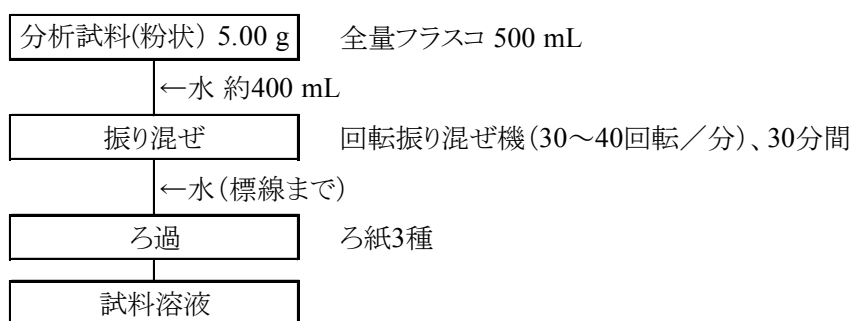 分析試料(粉状) 5.00 g 全量フラスコ 500 mL
←水 約400 mL
振り混ぜ 回転振り混ぜ機(30～40回転／分)、30分間
←水(標線まで)
ろ過 ろ紙3種
試料溶液